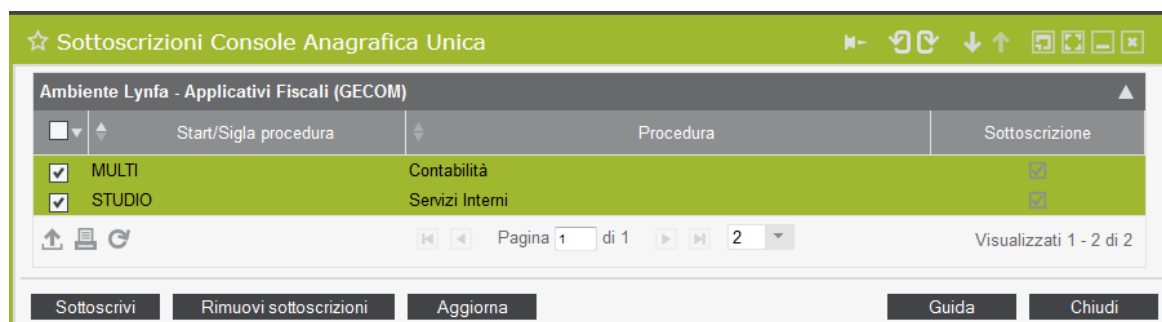 Sottoscrizioni Console Anagrafica Unica
Ambiente Lynfa - Applicativi Fiscali (GECOM)
Start/Sigla procedura Procedura Sottoscrizione
MULTI Contabilità
STUDIO Servizi Interni
Pagina 1 di 1 2 Visualizzati 1 - 2 di 2
Sottoscrivi Rimuovi sottoscrizioni Aggiorna Guida Chiudi